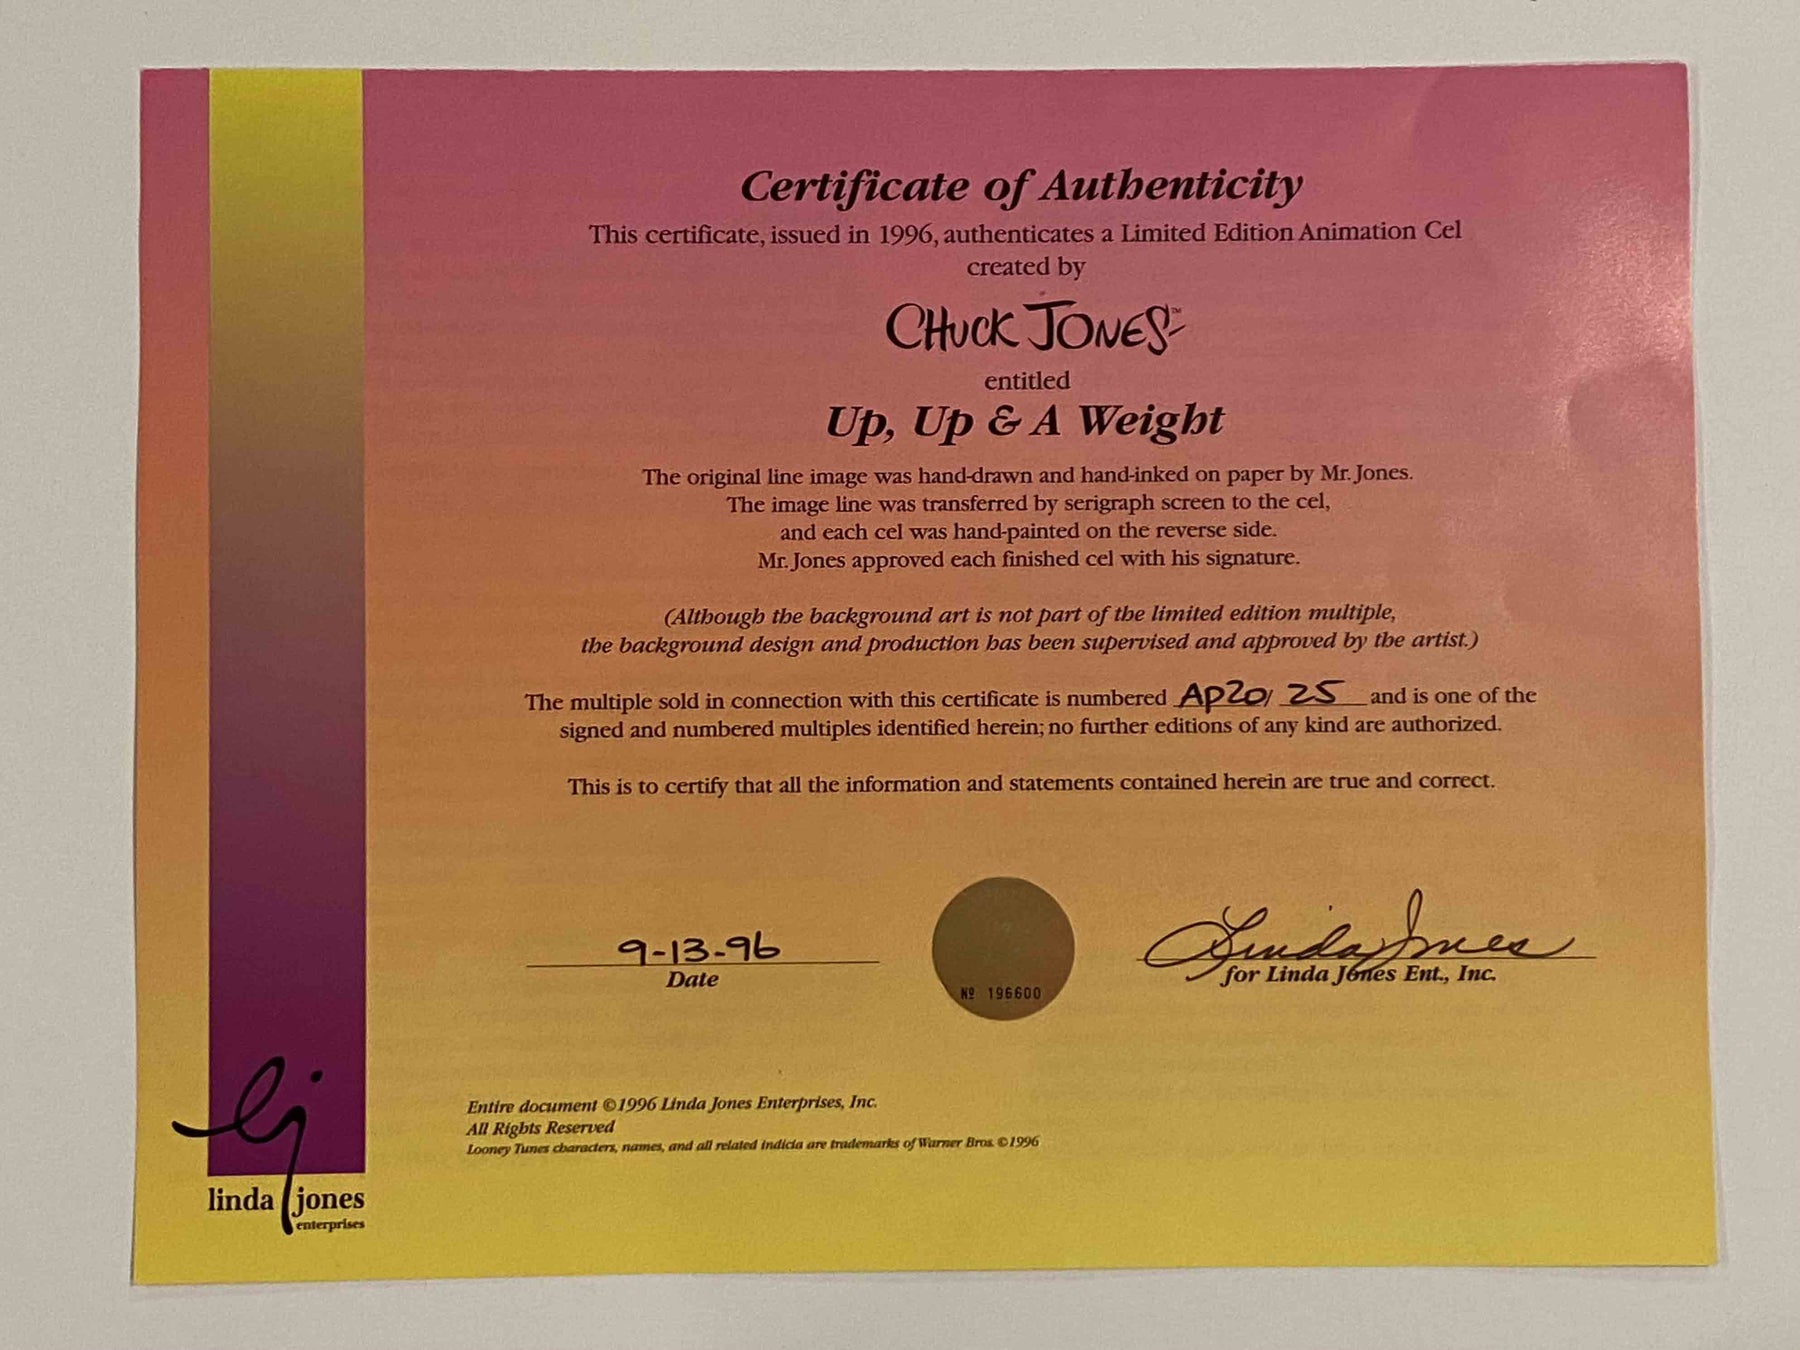 Certificate of Authenticity
This certificate, issued in 1996, authenticates a Limited Edition Animation Cel
created by
CHUCK JONES™
entitled
Up, Up & A Weight
The original line image was hand-drawn and hand-inked on paper by Mr. Jones.
The image line was transferred by serigraph screen to the cel,
and each cel was hand-painted on the reverse side.
Mr. Jones approved each finished cel with his signature.
(Although the background art is not part of the limited edition multiple,
the background design and production has been supervised and approved by the artist.)
The multiple sold in connection with this certificate is numbered AP20/ 25 and is one of the
signed and numbered multiples identified herein; no further editions of any kind are authorized.
This is to certify that all the information and statements contained herein are true and correct.
9-13-96
Date
Nº 196600
Linda Jones
for Linda Jones Ent., Inc.
Entire document ©1996 Linda Jones Enterprises, Inc.
All Rights Reserved
Looney Tunes characters, names, and all related indicia are trademarks of Warner Bros. ©1996
lj
linda jones
enterprises